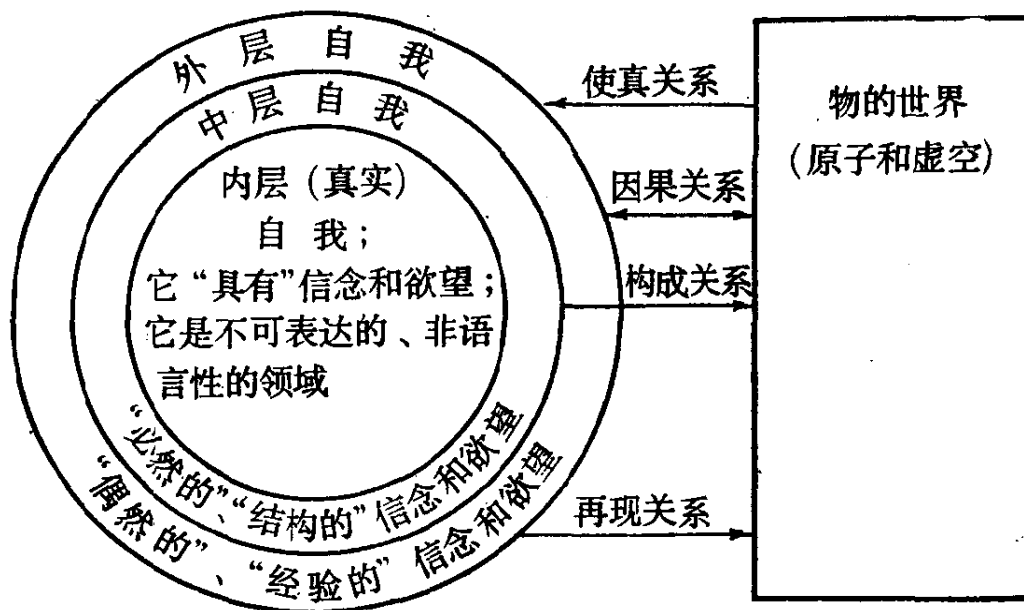 外层自我
中层自我
内层（真实）
自我；
它“具有”信念和欲望；
它是不可表达的、非语
言性的领域
“必然的”、“结构的”信念和欲望
“偶然的”、“经验的”信念和欲望
使真关系
因果关系
构成关系
再现关系
物的世界
（原子和虚空）